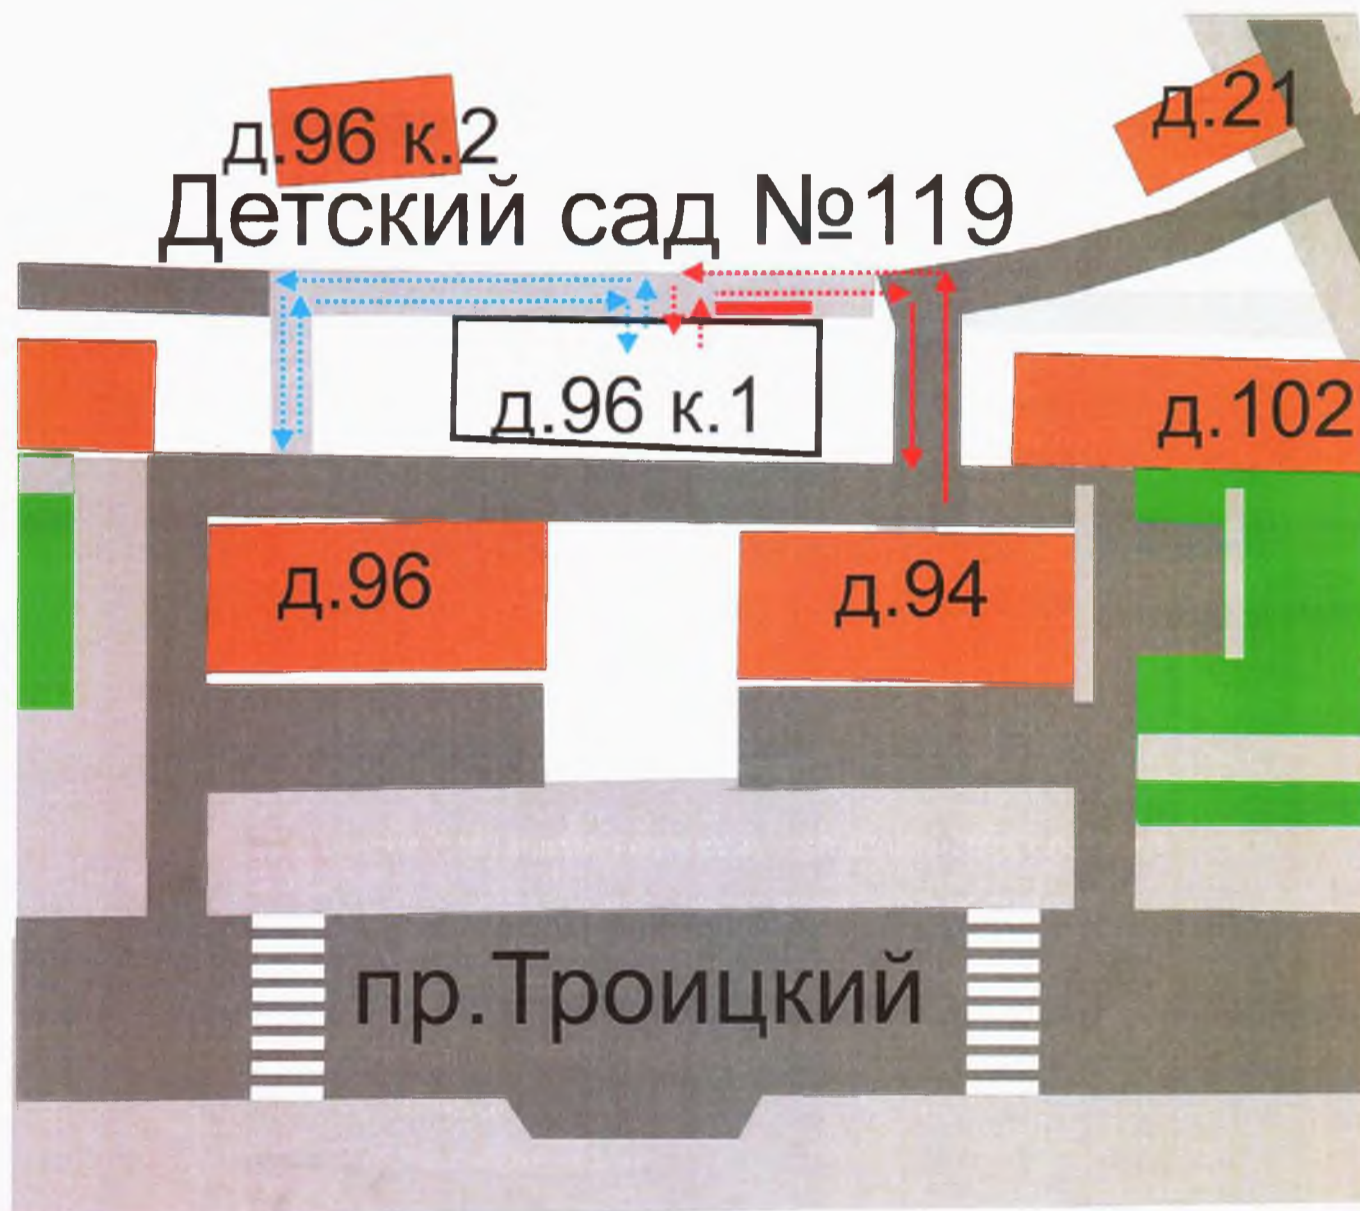 д.21
д.96 к.2
Детский сад №119
д.96 к.1
д.102
д.96
д.94
пр.Троицкий